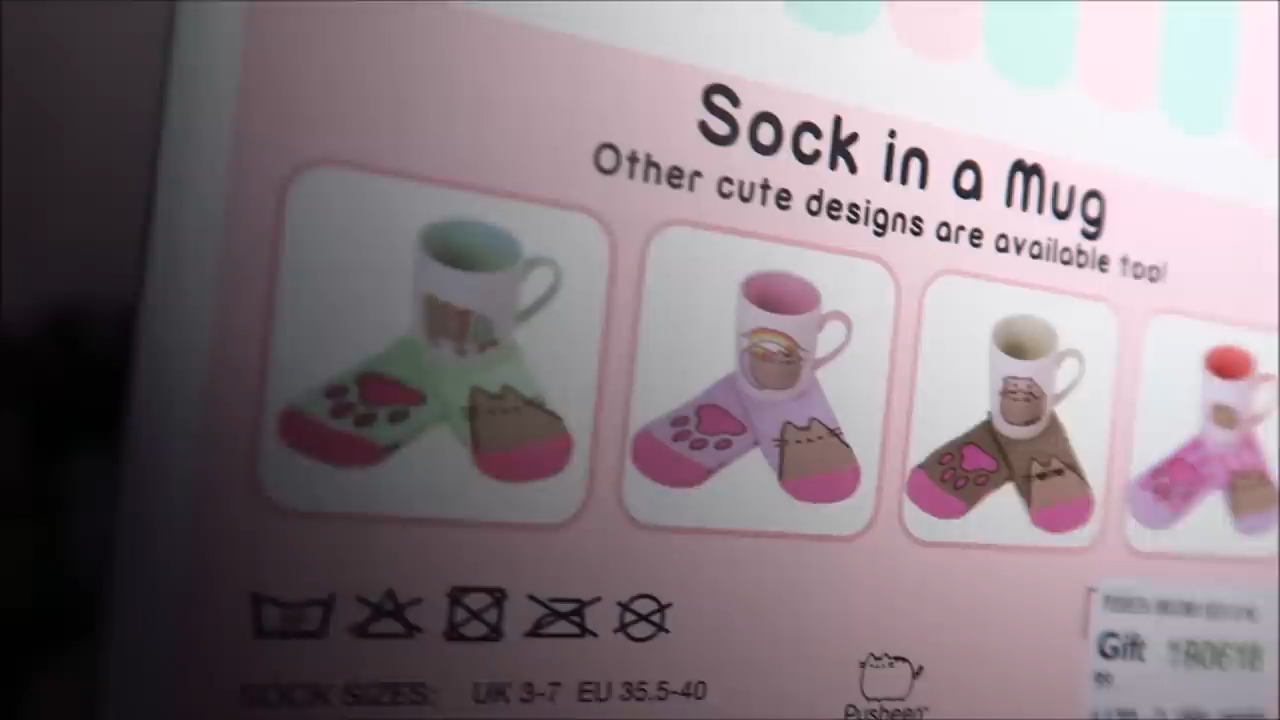 Sock in a Mug
Other cute designs are available too!
SOCK SIZES: UK 3-7 EU 35.5-40
Pusheen
Gift